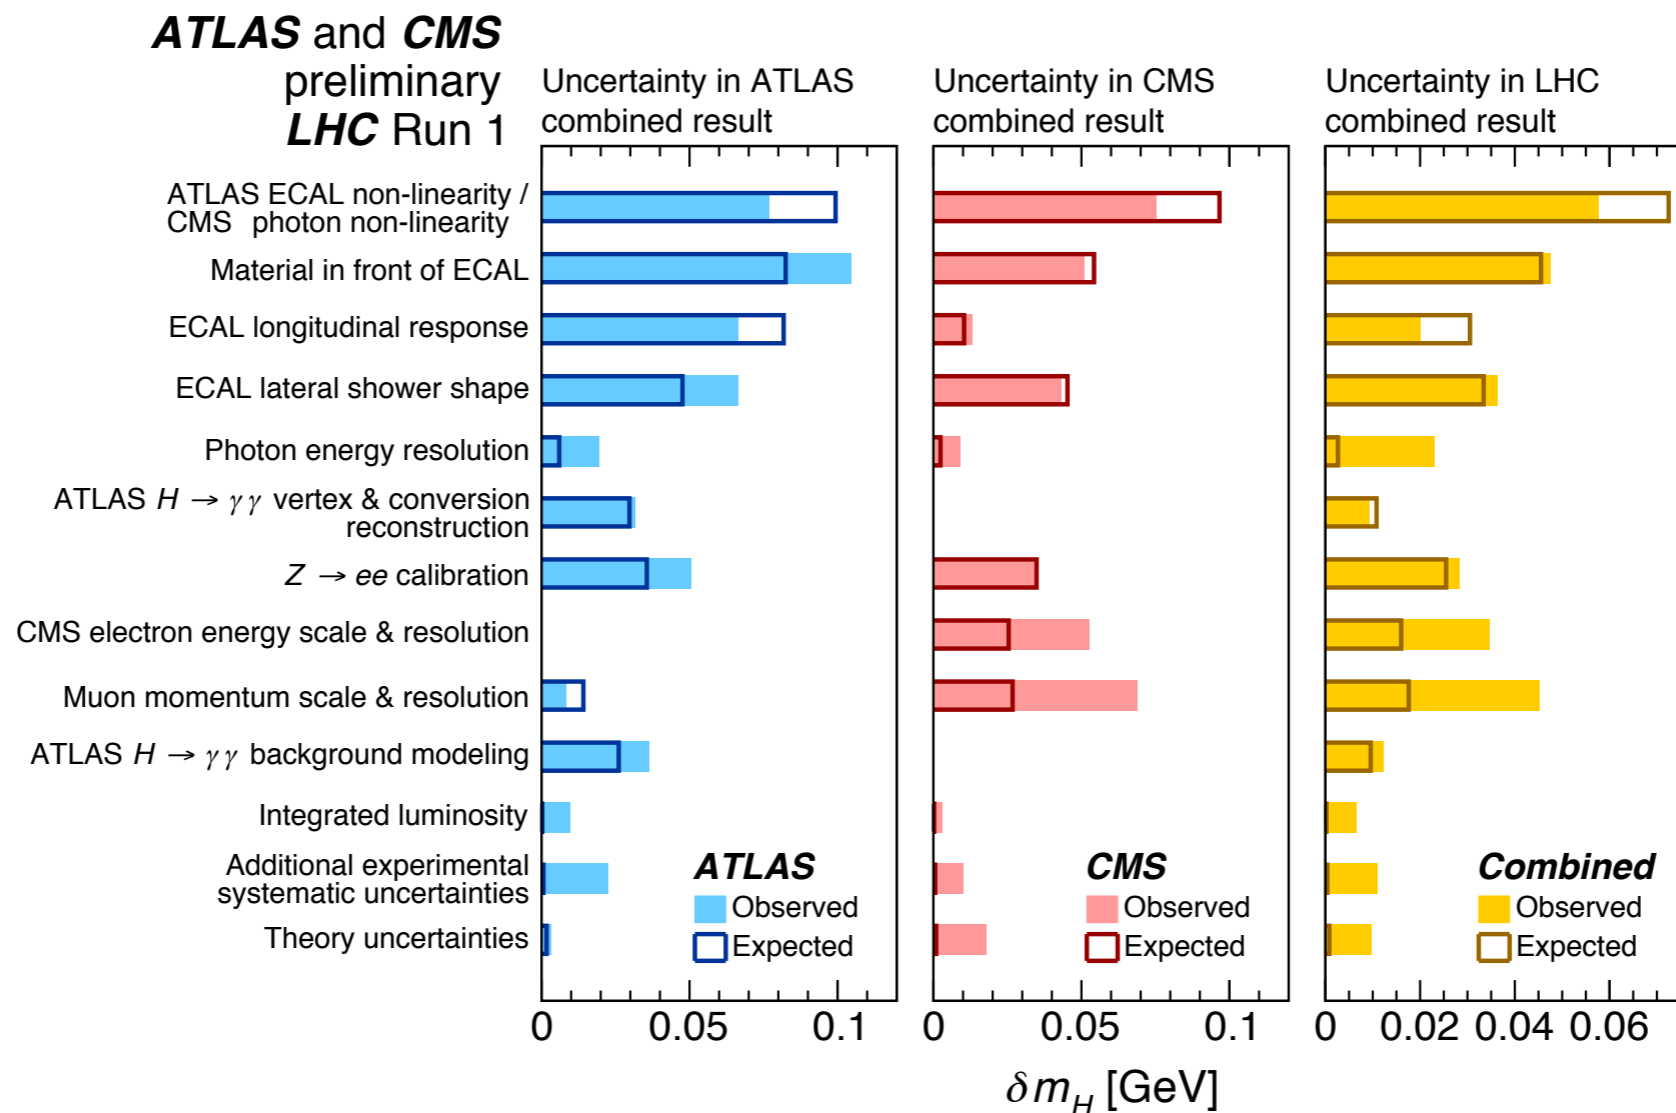 ATLAS and CMS
preliminary
LHC Run 1
Uncertainty in ATLAS
combined result
Uncertainty in CMS
combined result
Uncertainty in LHC
combined result
ATLAS ECAL non-linearity /
CMS photon non-linearity
Material in front of ECAL
ECAL longitudinal response
ECAL lateral shower shape
Photon energy resolution
ATLAS H → γγ vertex & conversion
reconstruction
Z → ee calibration
CMS electron energy scale & resolution
Muon momentum scale & resolution
ATLAS H → γγ background modeling
Integrated luminosity
Additional experimental
systematic uncertainties
Theory uncertainties
ATLAS
Observed
Expected
CMS
Observed
Expected
Combined
Observed
Expected
0 0.05 0.1
0 0.05 0.1
0 0.02 0.04 0.06
δm_H [GeV]